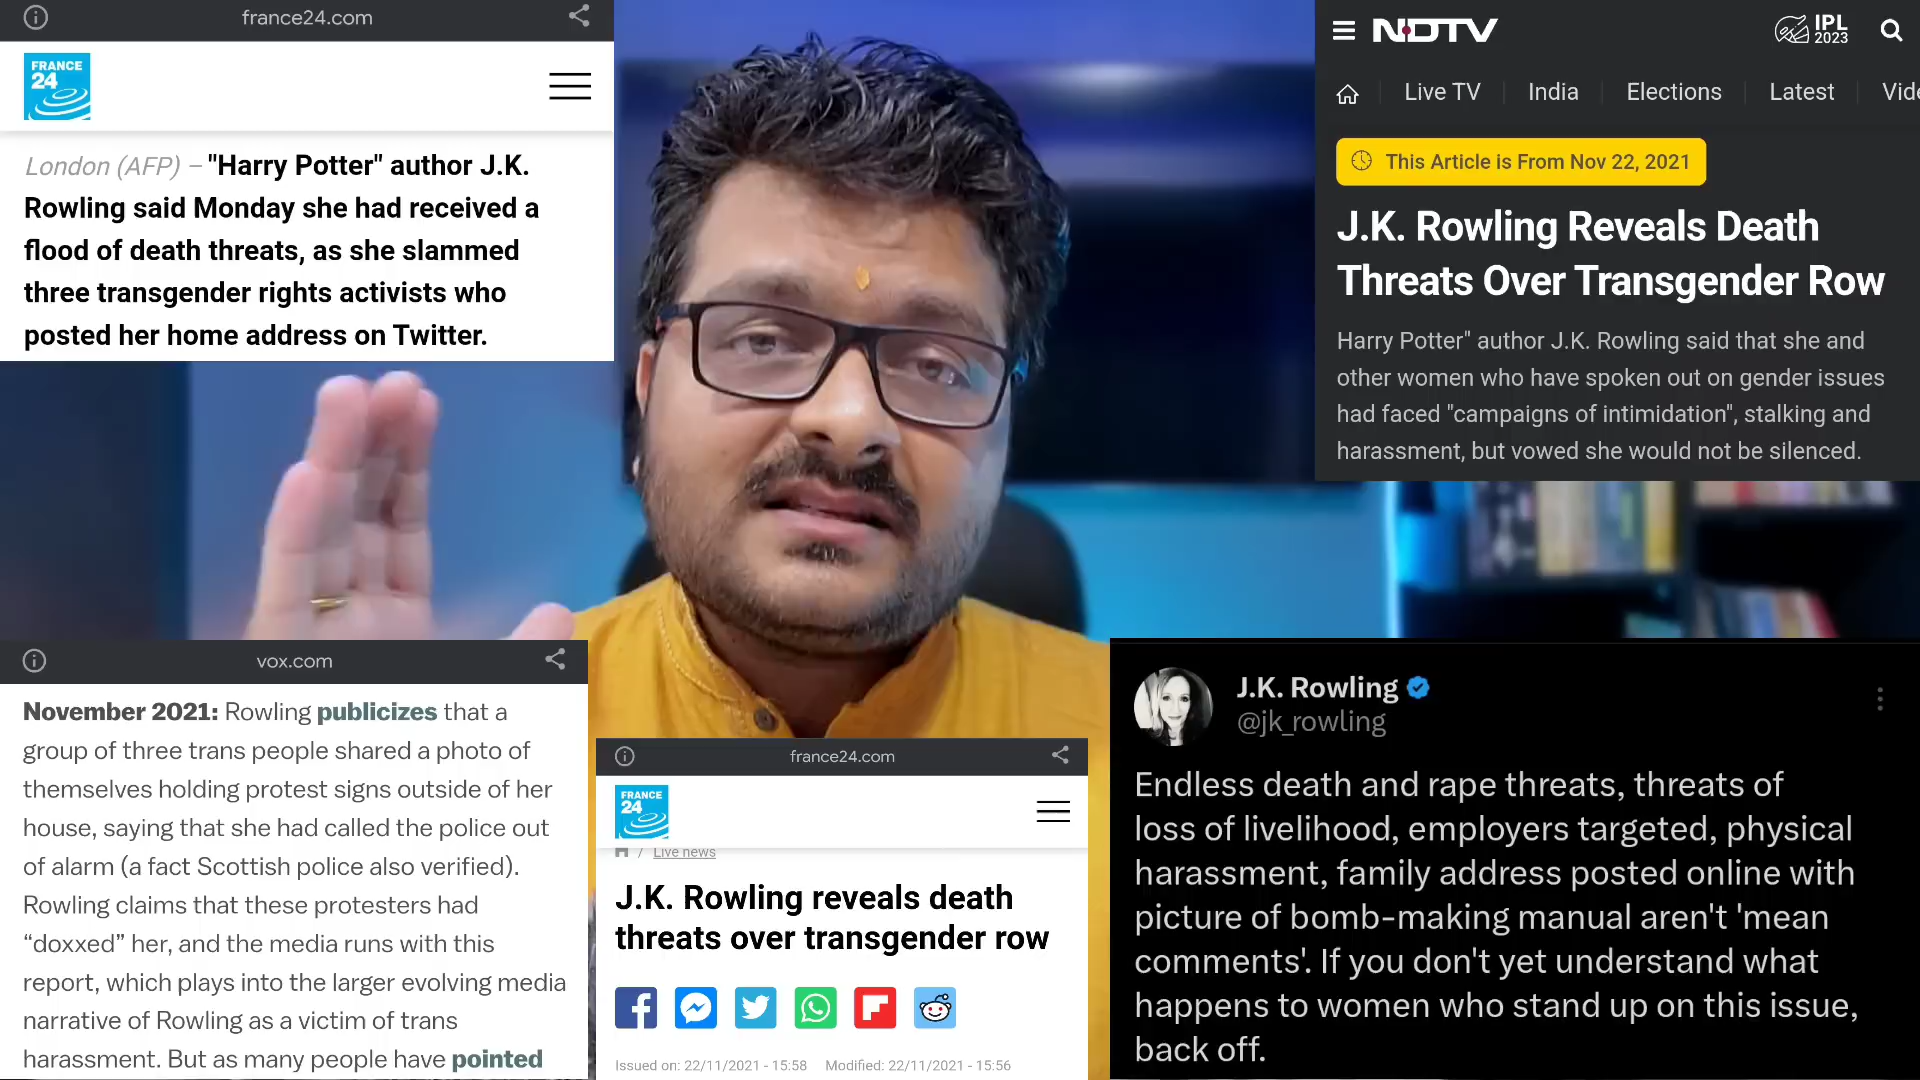 france24.com
FRANCE
24
London (AFP) – "Harry Potter" author J.K.
Rowling said Monday she had received a
flood of death threats, as she slammed
three transgender rights activists who
posted her home address on Twitter.
NDTV
IPL
2023
Live TV
India
Elections
Latest
Vide
This Article is From Nov 22, 2021
J.K. Rowling Reveals Death
Threats Over Transgender Row
Harry Potter" author J.K. Rowling said that she and
other women who have spoken out on gender issues
had faced "campaigns of intimidation", stalking and
harassment, but vowed she would not be silenced.
vox.com
November 2021: Rowling publicizes that a
group of three trans people shared a photo of
themselves holding protest signs outside of her
house, saying that she had called the police out
of alarm (a fact Scottish police also verified).
Rowling claims that these protesters had
“doxxed” her, and the media runs with this
report, which plays into the larger evolving media
narrative of Rowling as a victim of trans
harassment. But as many people have pointed
france24.com
FRANCE
24
/ Live news
J.K. Rowling reveals death
threats over transgender row
Issued on: 22/11/2021 - 15:58 Modified: 22/11/2021 - 15:56
J.K. Rowling
@jk_rowling
Endless death and rape threats, threats of
loss of livelihood, employers targeted, physical
harassment, family address posted online with
picture of bomb-making manual aren't 'mean
comments'. If you don't yet understand what
happens to women who stand up on this issue,
back off.